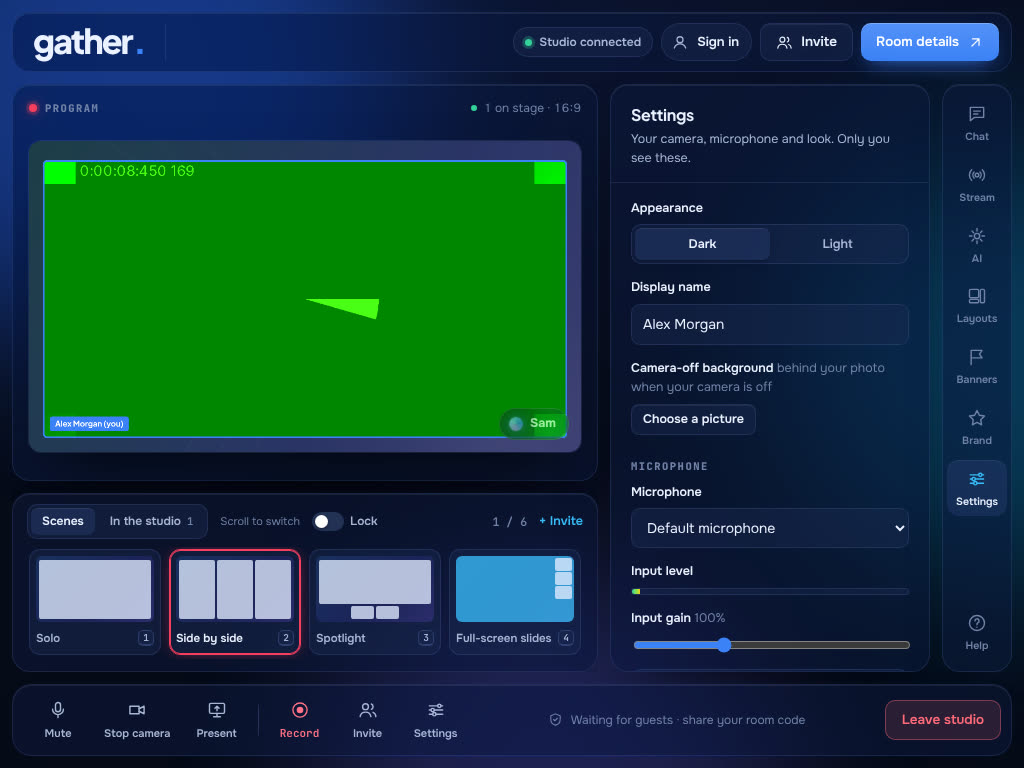 gather.
Studio connected
Sign in
Invite
Room details
PROGRAM
1 on stage · 16:9
0:00:08:450 169
Alex Morgan (you)
Sam
Scenes
In the studio 1
Scroll to switch
Lock
1 / 6
+ Invite
Solo
1
Side by side
2
Spotlight
3
Full-screen slides
4
Settings
Your camera, microphone and look. Only you
see these.
Appearance
Dark
Light
Display name
Alex Morgan
Camera-off background behind your photo
when your camera is off
Choose a picture
MICROPHONE
Microphone
Default microphone
Input level
Input gain 100%
Chat
Stream
AI
Layouts
Banners
Brand
Settings
Help
Mute
Stop camera
Present
Record
Invite
Settings
Waiting for guests · share your room code
Leave studio